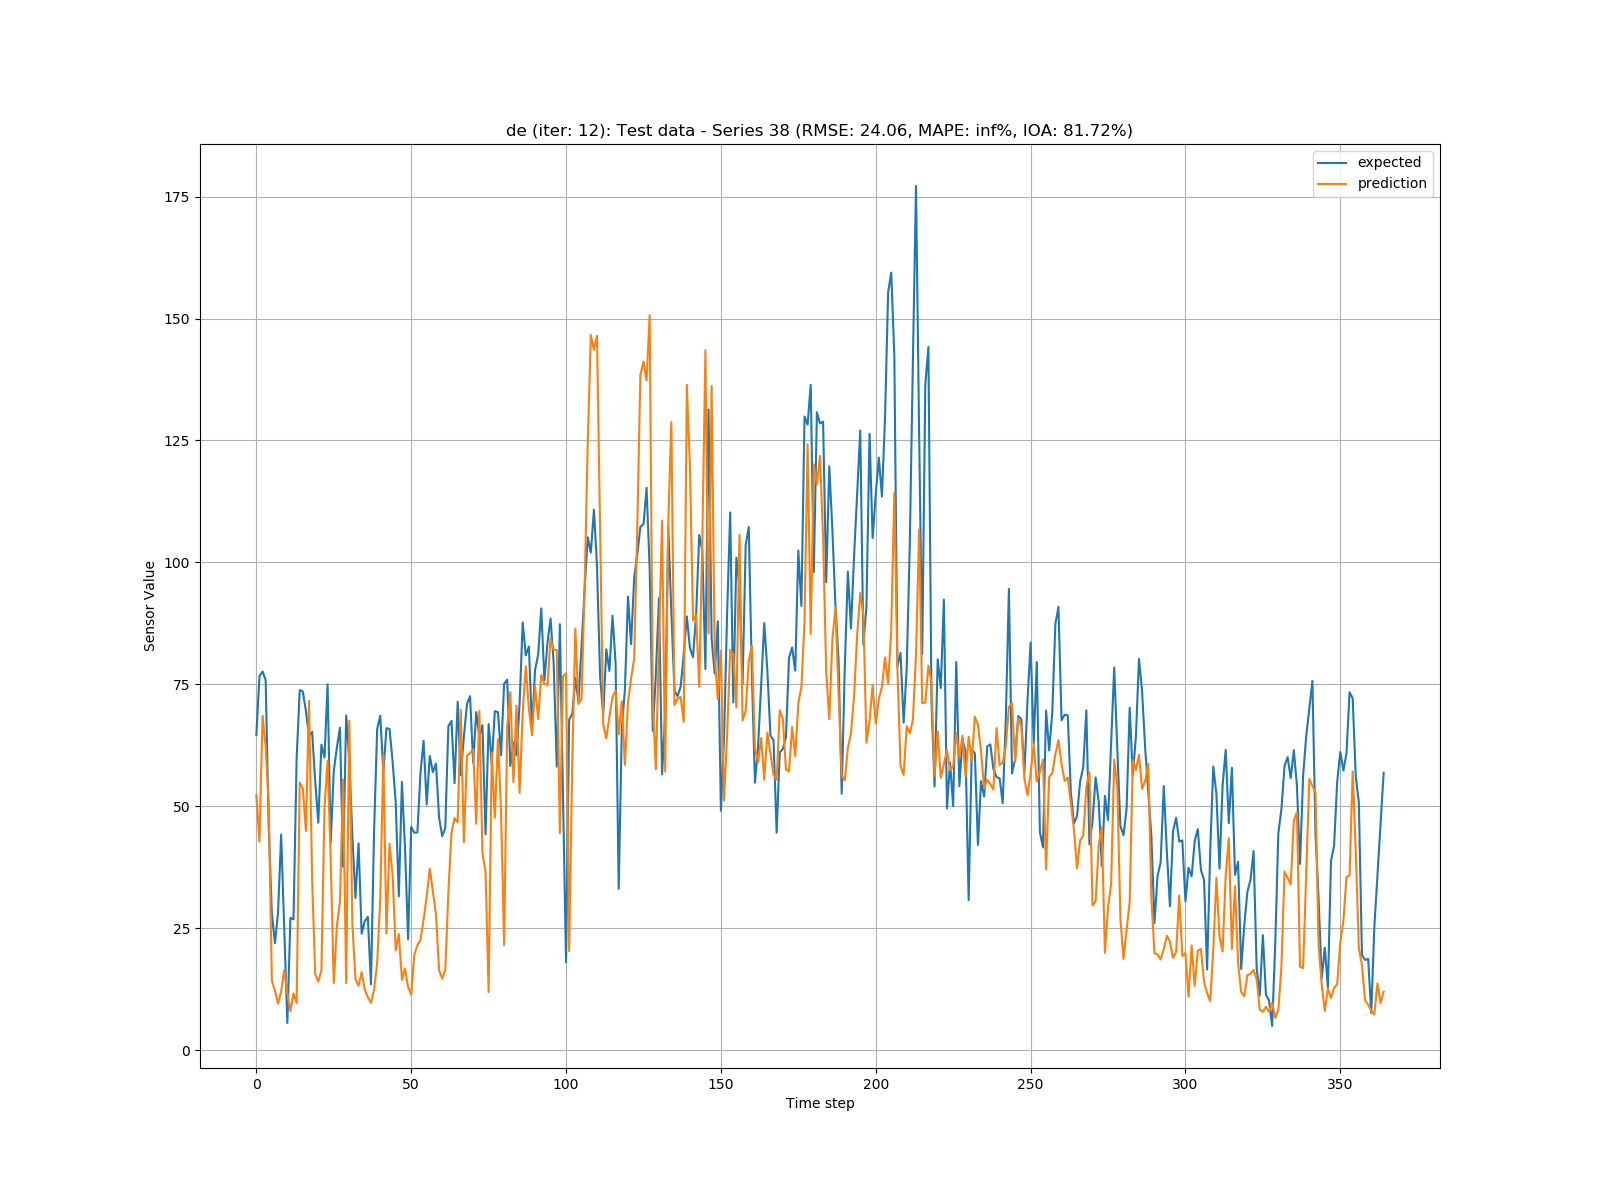 de (iter: 12): Test data - Series 38 (RMSE: 24.06, MAPE: inf%, IOA: 81.72%)
expected
prediction
175
150
125
100
75
50
25
0
Sensor Value
0 50 100 150 200 250 300 350
Time step